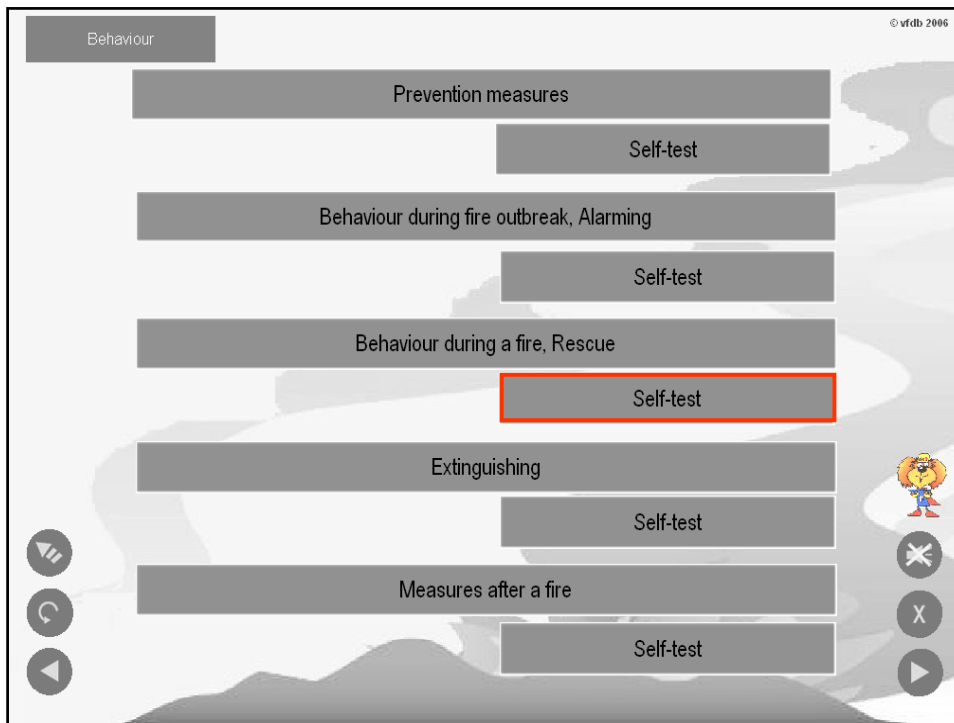 Behaviour
© vfdb 2006
Prevention measures
Self-test
Behaviour during fire outbreak, Alarming
Self-test
Behaviour during a fire, Rescue
Self-test
Extinguishing
Self-test
Measures after a fire
Self-test
X